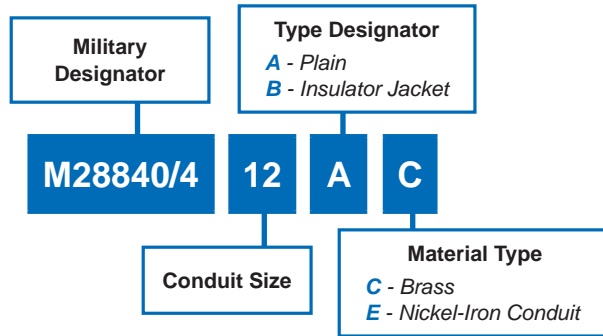 Military
Designator
Type Designator
A - Plain
B - Insulator Jacket
M28840/4 12 A C
Conduit Size
Material Type
C - Brass
E - Nickel-Iron Conduit